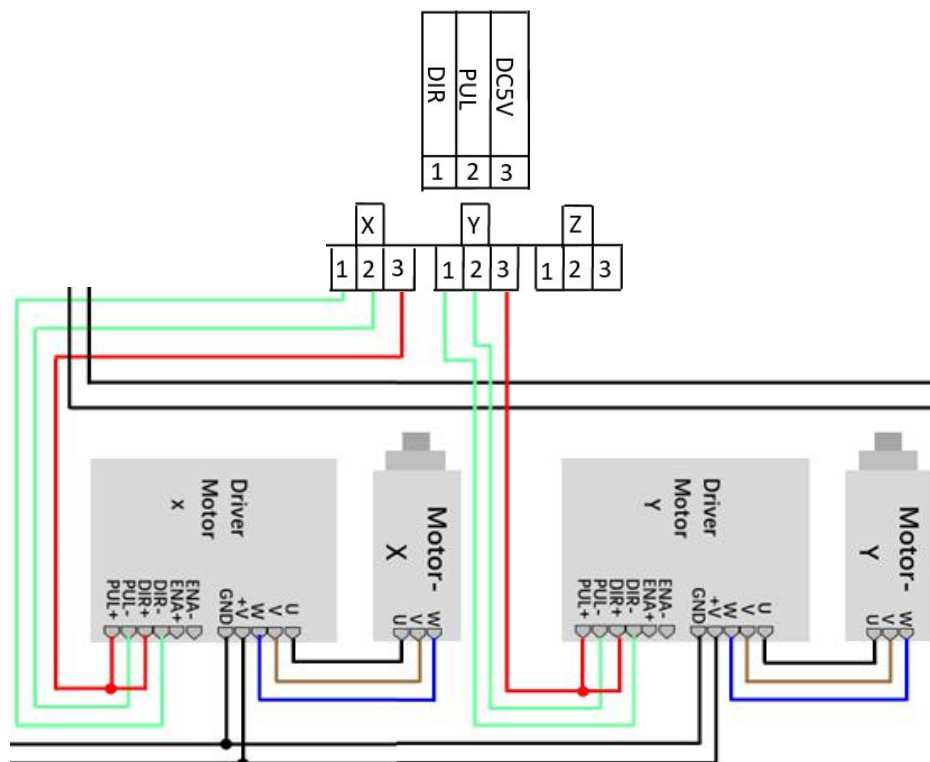 DIR PUL DC5V
1 2 3
X Y Z
1 2 3 1 2 3 1 2 3
Driver
Motor
X
PUL+
PUL-
DIR+
DIR-
ENA+
ENA-
GND
+V
W
V
U
Motor-
X
U
V
W
Driver
Motor
Y
PUL+
PUL-
DIR+
DIR-
ENA+
ENA-
GND
+V
W
V
U
Motor-
Y
U
V
W